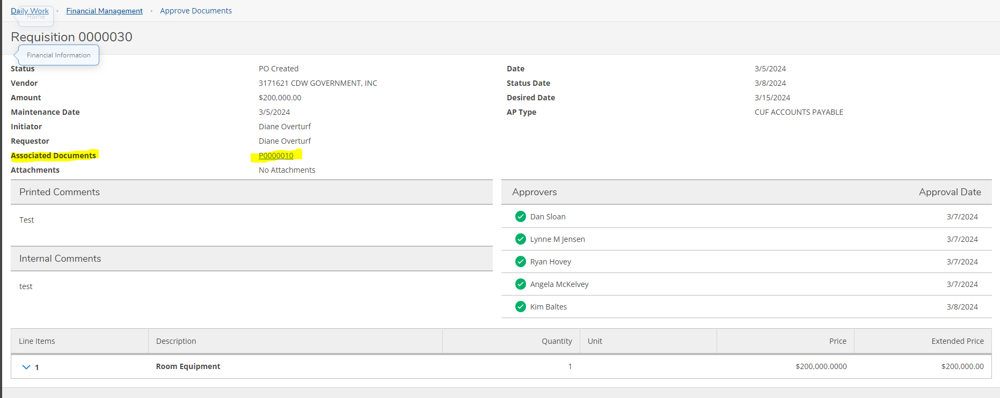 Daily Work • Financial Management • Approve Documents
Home
Requisition 0000030
Financial Information
Status PO Created Date 3/5/2024
Vendor 3171621 CDW GOVERNMENT, INC Status Date 3/8/2024
Amount $200,000.00 Desired Date 3/15/2024
Maintenance Date 3/5/2024 AP Type CUF ACCOUNTS PAYABLE
Initiator Diane Overturf
Requestor Diane Overturf
Associated Documents P0000010
Attachments No Attachments
Printed Comments
Test
Internal Comments
test
Approvers Approval Date
Dan Sloan 3/7/2024
Lynne M Jensen 3/7/2024
Ryan Hovey 3/7/2024
Angela McKelvey 3/7/2024
Kim Baltes 3/8/2024
Line Items Description Quantity Unit Price Extended Price
1 Room Equipment 1 $200,000.0000 $200,000.00